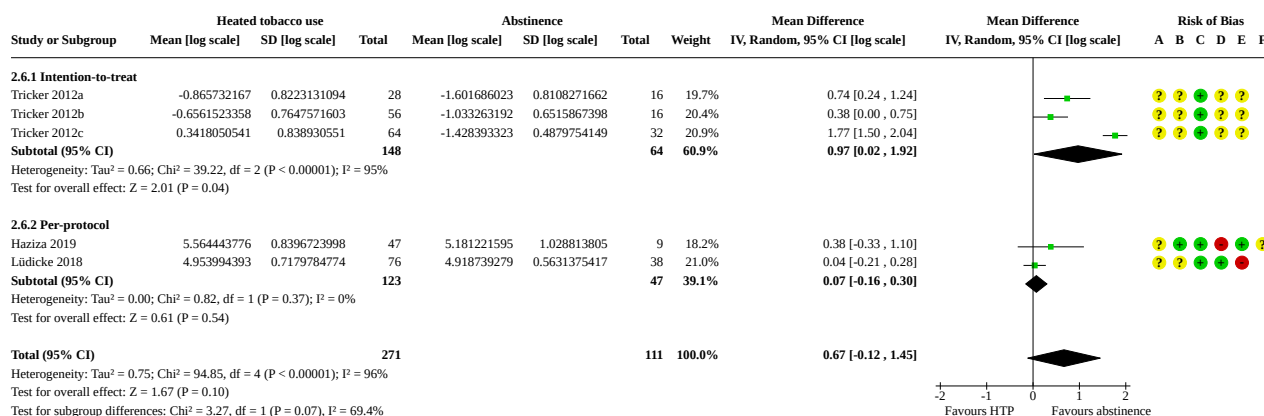 Heated tobacco use Abstinence Mean Difference Mean Difference Risk of Bias
Study or Subgroup Mean [log scale] SD [log scale] Total Mean [log scale] SD [log scale] Total Weight IV, Random, 95% CI [log scale] IV, Random, 95% CI [log scale] A B C D E F
2.6.1 Intention-to-treat
Tricker 2012a -0.865732167 0.8223131094 28 -1.601686023 0.8108271662 16 19.7% 0.74 [0.24 , 1.24] ? ? + ? ?
Tricker 2012b -0.6561523358 0.7647571603 56 -1.033263192 0.6515867398 16 20.4% 0.38 [0.00 , 0.75] ? ? + ? ?
Tricker 2012c 0.3418050541 0.838930551 64 -1.428393323 0.4879754149 32 20.9% 1.77 [1.50 , 2.04] ? ? + ? ?
Subtotal (95% CI) 148 64 60.9% 0.97 [0.02 , 1.92]
Heterogeneity: Tau² = 0.66; Chi² = 39.22, df = 2 (P < 0.00001); I² = 95%
Test for overall effect: Z = 2.01 (P = 0.04)
2.6.2 Per-protocol
Haziza 2019 5.564443776 0.8396723998 47 5.181221595 1.028813805 9 18.2% 0.38 [-0.33 , 1.10] ? + + - + ?
Lüdicke 2018 4.953994393 0.7179784774 76 4.918739279 0.5631375417 38 21.0% 0.04 [-0.21 , 0.28] ? ? + + -
Subtotal (95% CI) 123 47 39.1% 0.07 [-0.16 , 0.30]
Heterogeneity: Tau² = 0.00; Chi² = 0.82, df = 1 (P = 0.37); I² = 0%
Test for overall effect: Z = 0.61 (P = 0.54)
Total (95% CI) 271 111 100.0% 0.67 [-0.12 , 1.45]
Heterogeneity: Tau² = 0.75; Chi² = 94.85, df = 4 (P < 0.00001); I² = 96%
Test for overall effect: Z = 1.67 (P = 0.10)
-2 -1 0 1 2
Test for subgroup differences: Chi² = 3.27, df = 1 (P = 0.07), I² = 69.4% Favours HTP Favours abstinence